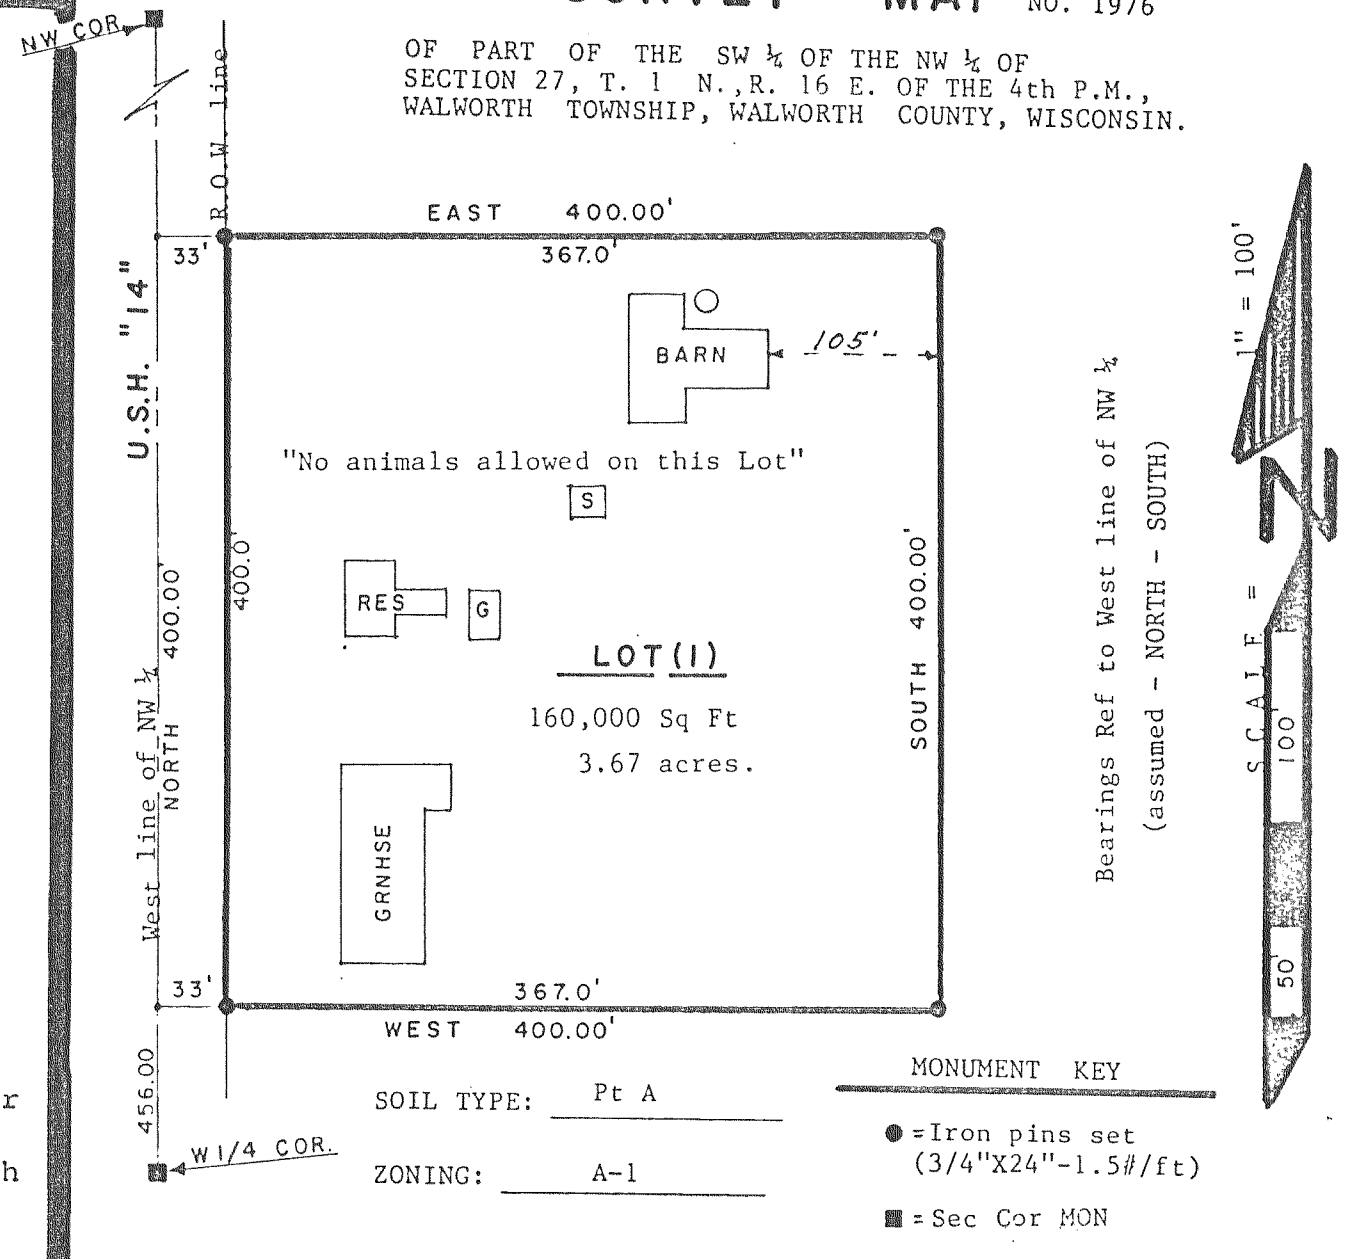 SURVEY MAP NO. 1976
NW COR.
OF PART OF THE SW ¼ OF THE NW ¼ OF
SECTION 27, T. 1 N.,R. 16 E. OF THE 4th P.M.,
WALWORTH TOWNSHIP, WALWORTH COUNTY, WISCONSIN.
R.O.W. line
EAST 400.00'
33'
367.0'
U.S.H. "14"
BARN
105'
1" = 100'
"No animals allowed on this Lot"
S
N
400.0'
NORTH 400.00'
West line of NW ¼
RES
G
LOT(1)
160,000 Sq Ft
3.67 acres.
SOUTH 400.00'
Bearings Ref to West line of NW ¼
(assumed - NORTH - SOUTH)
SCALE =
100'
50'
GRNHSE
33'
367.0'
WEST 400.00'
456.00
W1/4 COR.
r
h
SOIL TYPE: Pt A
ZONING: A-1
MONUMENT KEY
=Iron pins set
(3/4"X24"-1.5#/ft)
=Sec Cor MON